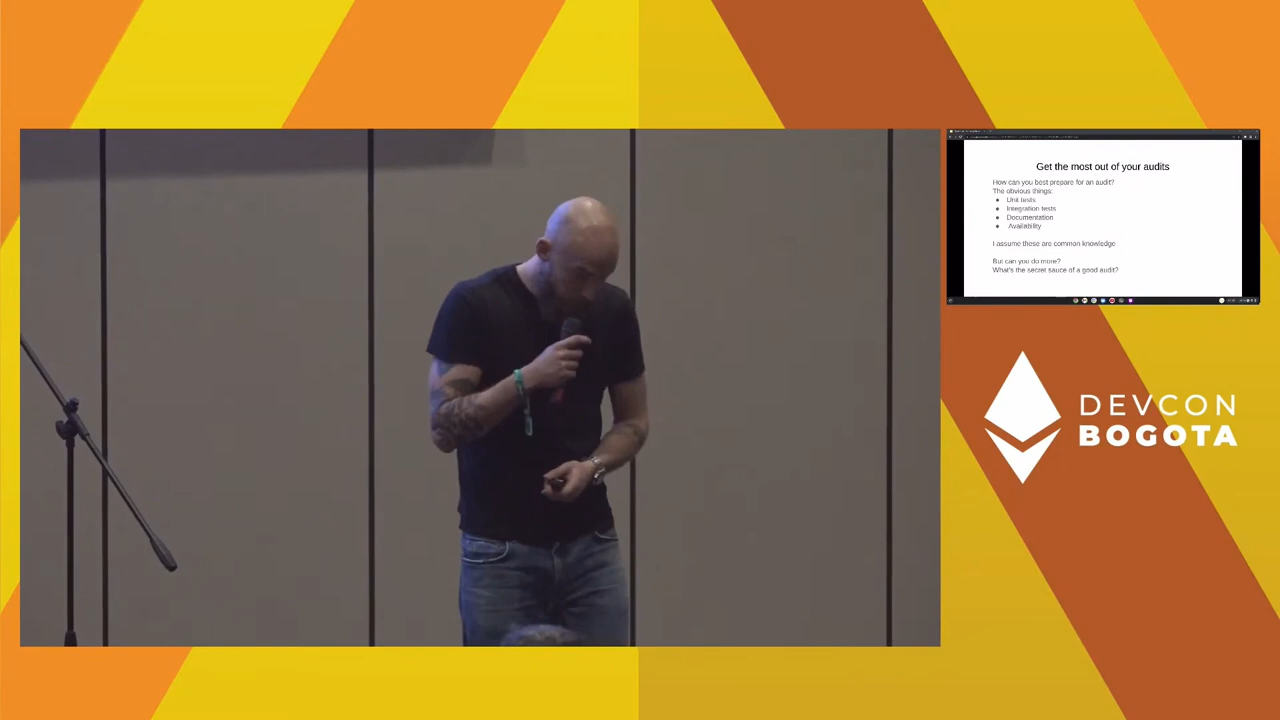 Get the most out of your audits
How can you best prepare for an audit?
The obvious things:
● Unit tests
● Integration tests
● Documentation
● Availability
I assume these are common knowledge
But can you do more?
What's the secret sauce of a good audit?
DEVCON
BOGOTA